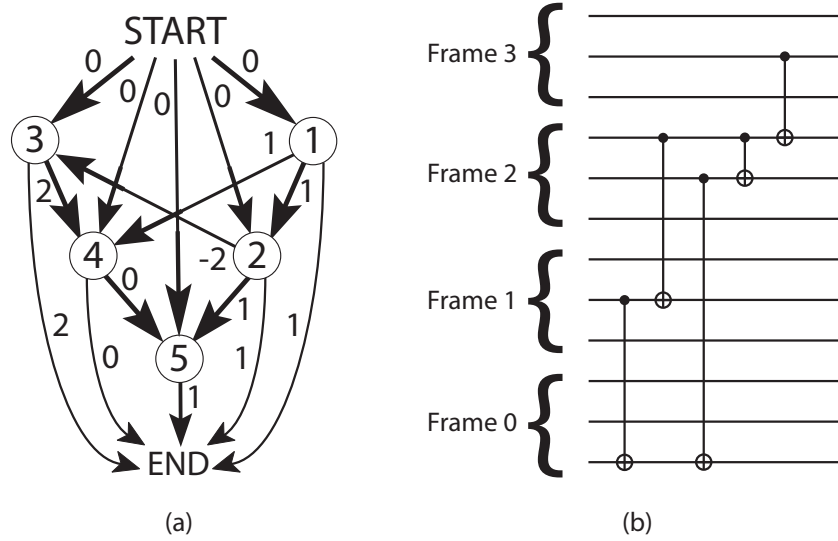 START
0 0 0 0 0
3 1 1
2 1
4 -2 2
0 1
2 5 1 1
0
1
END
(a)
Frame 3
Frame 2
Frame 1
Frame 0
(b)